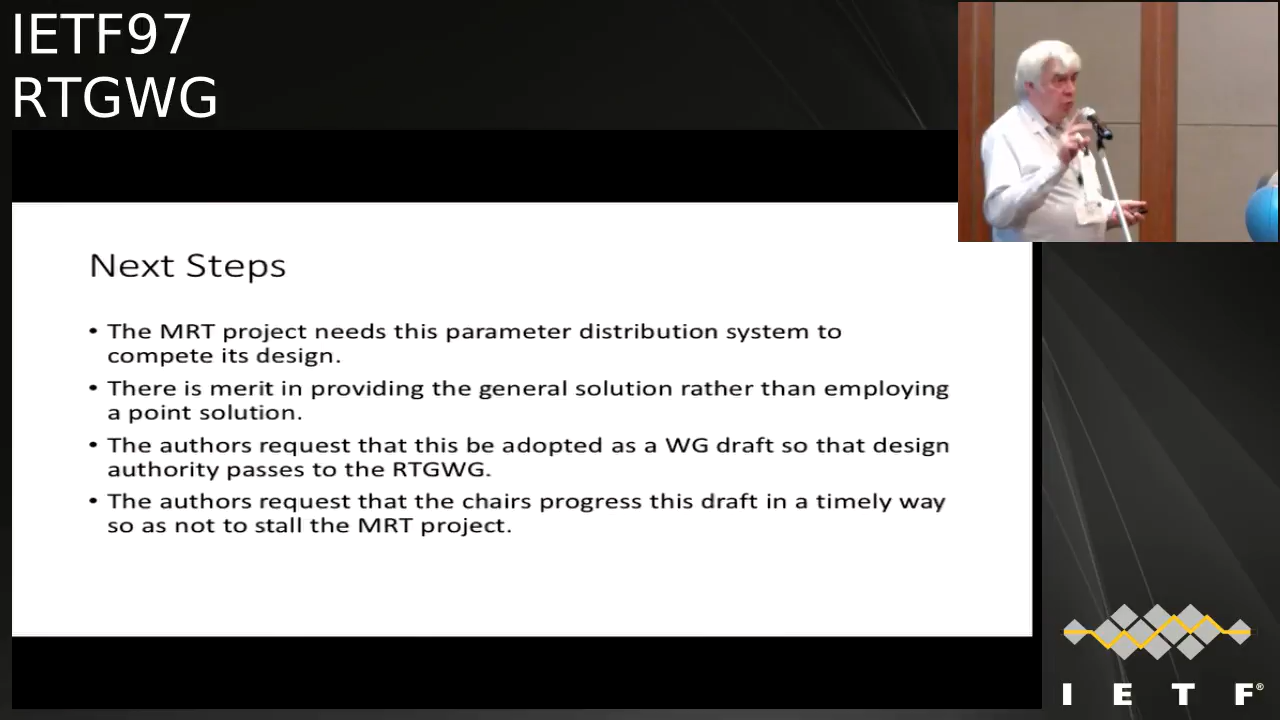 IETF97
RTGWG
Next Steps
• The MRT project needs this parameter distribution system to
compete its design.
• There is merit in providing the general solution rather than employing
a point solution.
• The authors request that this be adopted as a WG draft so that design
authority passes to the RTGWG.
• The authors request that the chairs progress this draft in a timely way
so as not to stall the MRT project.
I E T F®